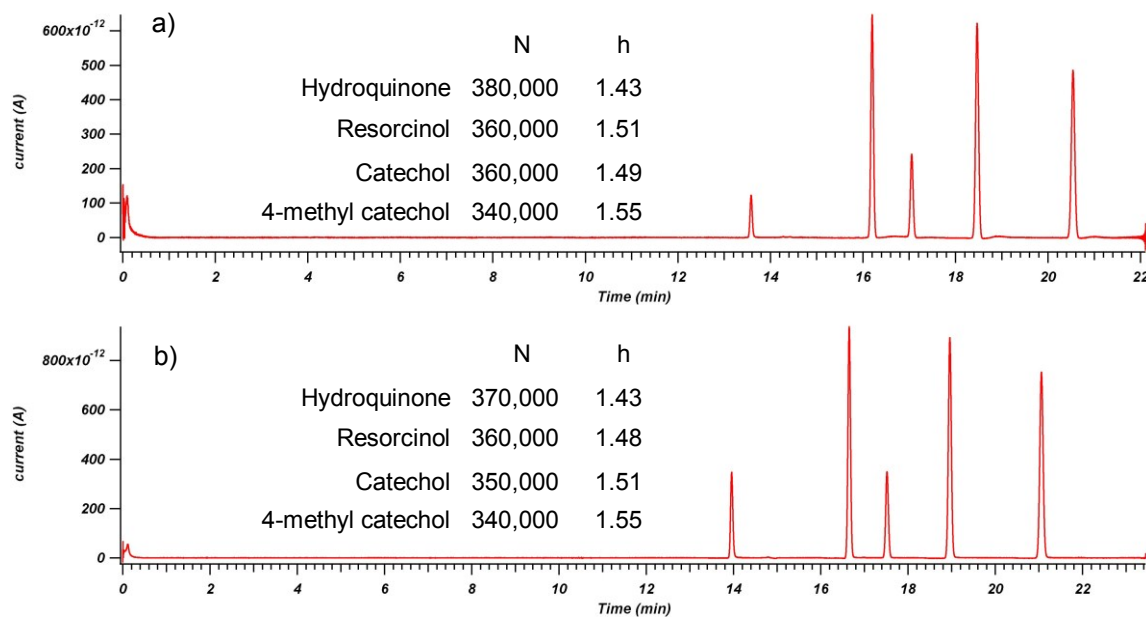 a)
N h
Hydroquinone 380,000 1.43
Resorcinol 360,000 1.51
Catechol 360,000 1.49
4-methyl catechol 340,000 1.55
current (A)
600x10⁻¹²
500
400
300
200
100
0
0 2 4 6 8 10 12 14 16 18 20 22
Time (min)
b)
N h
Hydroquinone 370,000 1.43
Resorcinol 360,000 1.48
Catechol 350,000 1.51
4-methyl catechol 340,000 1.55
current (A)
800x10⁻¹²
600
400
200
0
0 2 4 6 8 10 12 14 16 18 20 22
Time (min)